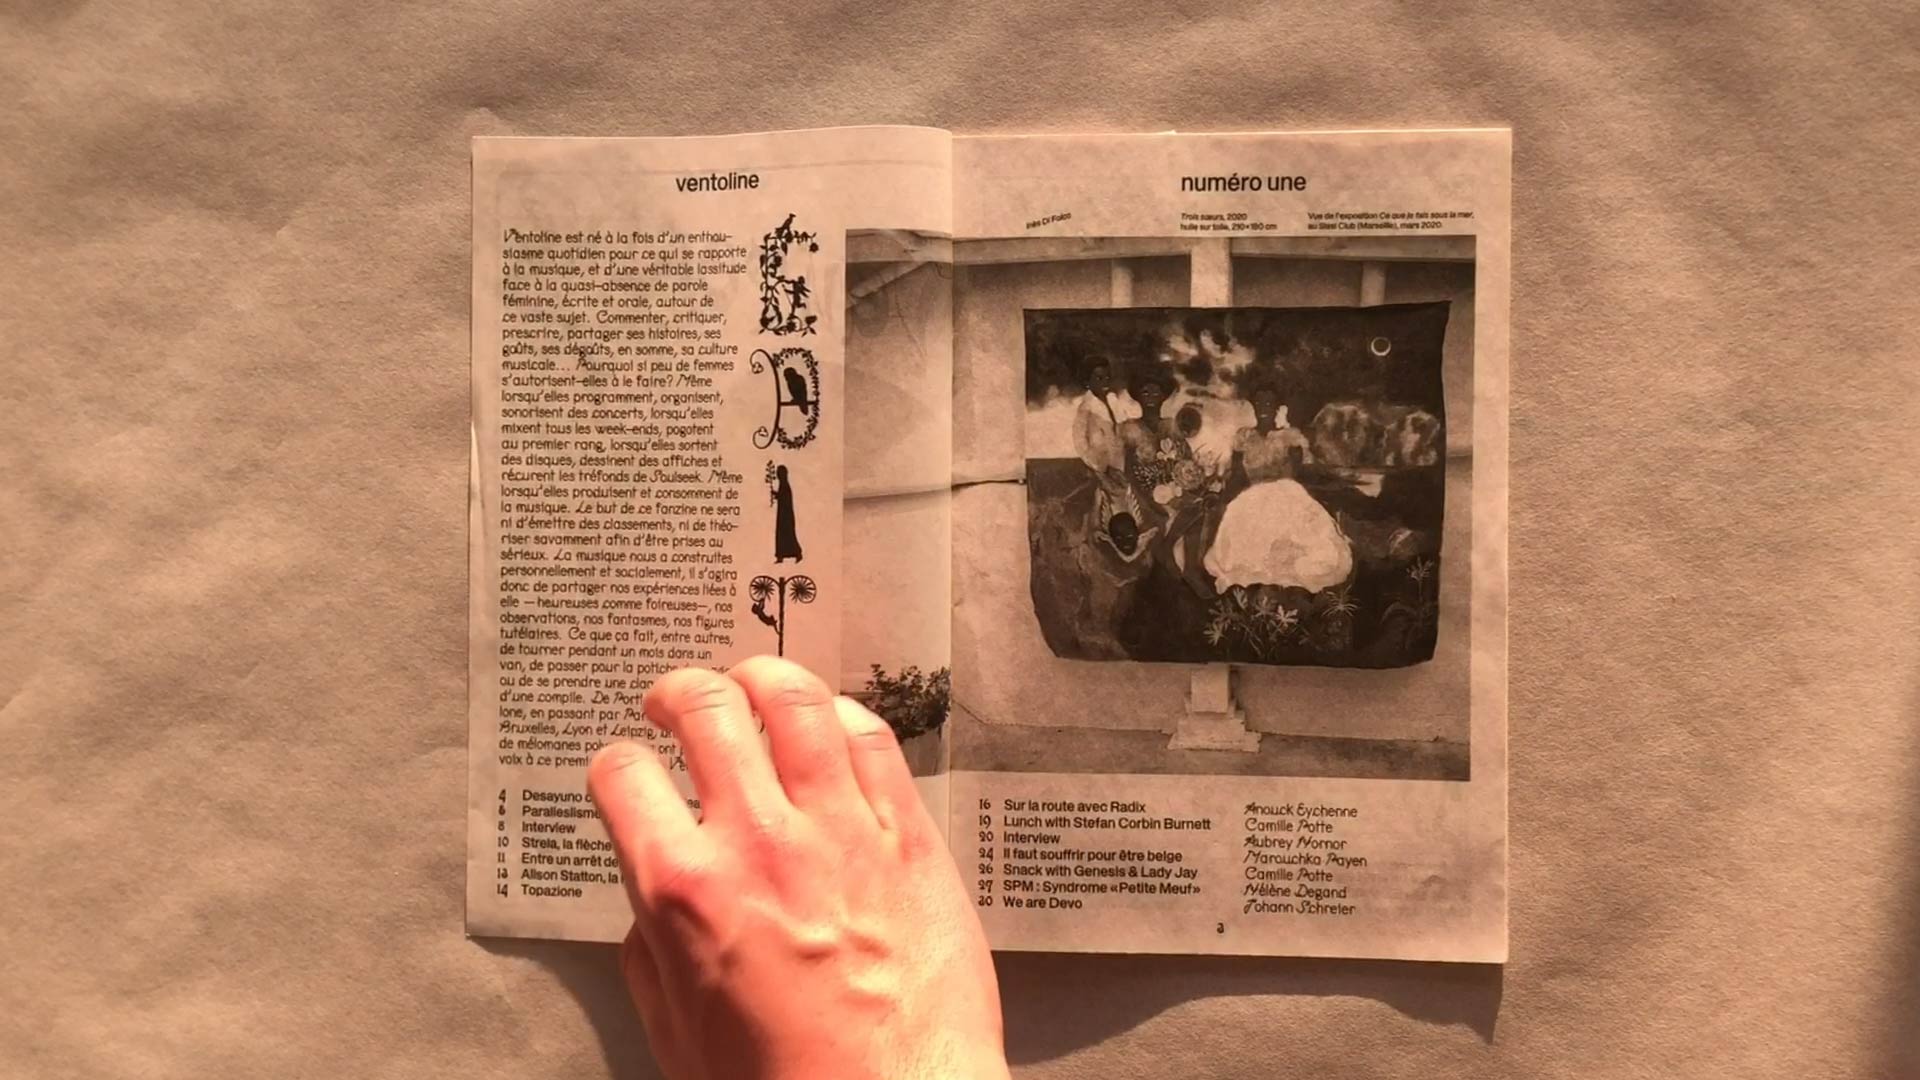 ventoline
Ventoline est né à la fois d'un enthou-
siasme quotidien pour ce qui se rapporte
à la musique, et d'une véritable lassitude
face à la quasi-absence de parole
féminine, écrite et orale, autour de
ce vaste sujet. Commenter, critiquer,
prescrire, partager ses histoires, ses
goûts, ses dégoûts, en somme, sa culture
musicale... Pourquoi si peu de femmes
s'autorisent-elles à le faire? Même
lorsqu'elles programment, organisent,
sonorisent des concerts, lorsqu'elles
mixent tous les week-ends, pogotent
au premier rang, lorsqu'elles sortent
des disques, dessinent des affiches et
récurent les tréfonds de Soulseek. Même
lorsqu'elles produisent et consomment de
la musique. Le but de ce fanzine ne sera
ni d'émettre des classements, ni de théo-
riser savamment afin d'être prises au
sérieux. La musique nous a construites
personnellement et socialement, il s'agira
donc de partager nos expériences liées à
elle —heureuses comme foireuses—, nos
observations, nos fantasmes, nos figures
tutélaires. Ce que ça fait, entre autres,
de tourner pendant un mois dans un
van, de passer pour la potiche
ou de se prendre une
d'une compile. De
lone, en passant par
Bruxelles, Lyon et Leipzig,
de mélomanes ont
voix à ce
4 Desayuno
6
8 Interview
10 Strela, la flèche
11 Entre un arrêt de
13 Alison Statton, la
14 Topazione
numéro une
Inès Di Folco
Trois sœurs, 2020
huile sur toile, 210×180 cm
Vue de l'exposition Ce que je fais sous la mer,
au Sissi Club (Marseille), mars 2020.
16 Sur la route avec Radix Anouck Eychenne
19 Lunch with Stefan Corbin Burnett Camille Potte
20 Interview Aubrey Hornor
24 Il faut souffrir pour être belge Marouchka Payen
26 Snack with Genesis & Lady Jay Camille Potte
27 SPM : Syndrome «Petite Meuf» Hélène Degand
30 We are Devo Johann Schreier
3